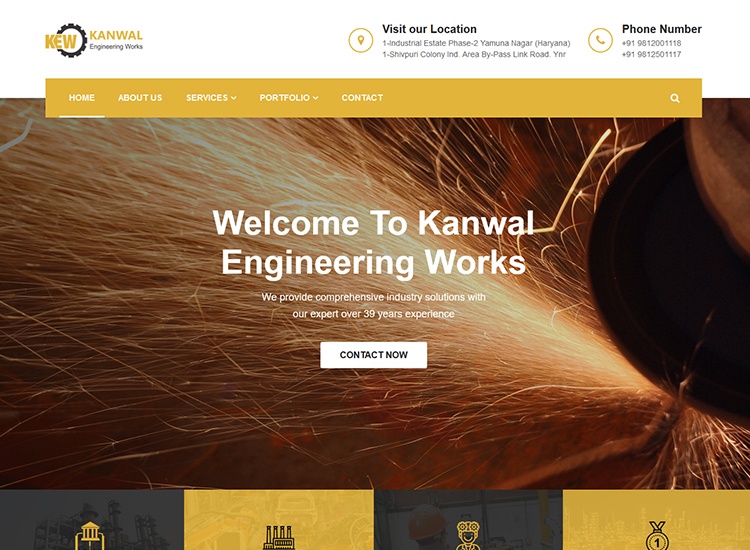 KEW
KANWAL
Engineering Works
Visit our Location
1-Industrial Estate Phase-2 Yamuna Nagar (Haryana)
1-Shivpuri Colony Ind. Area By-Pass Link Road. Ynr
Phone Number
+91 9812001118
+91 9812501117
HOME ABOUT US SERVICES PORTFOLIO CONTACT
Welcome To Kanwal
Engineering Works
We provide comprehensive industry solutions with
our expert over 39 years experience
CONTACT NOW
1